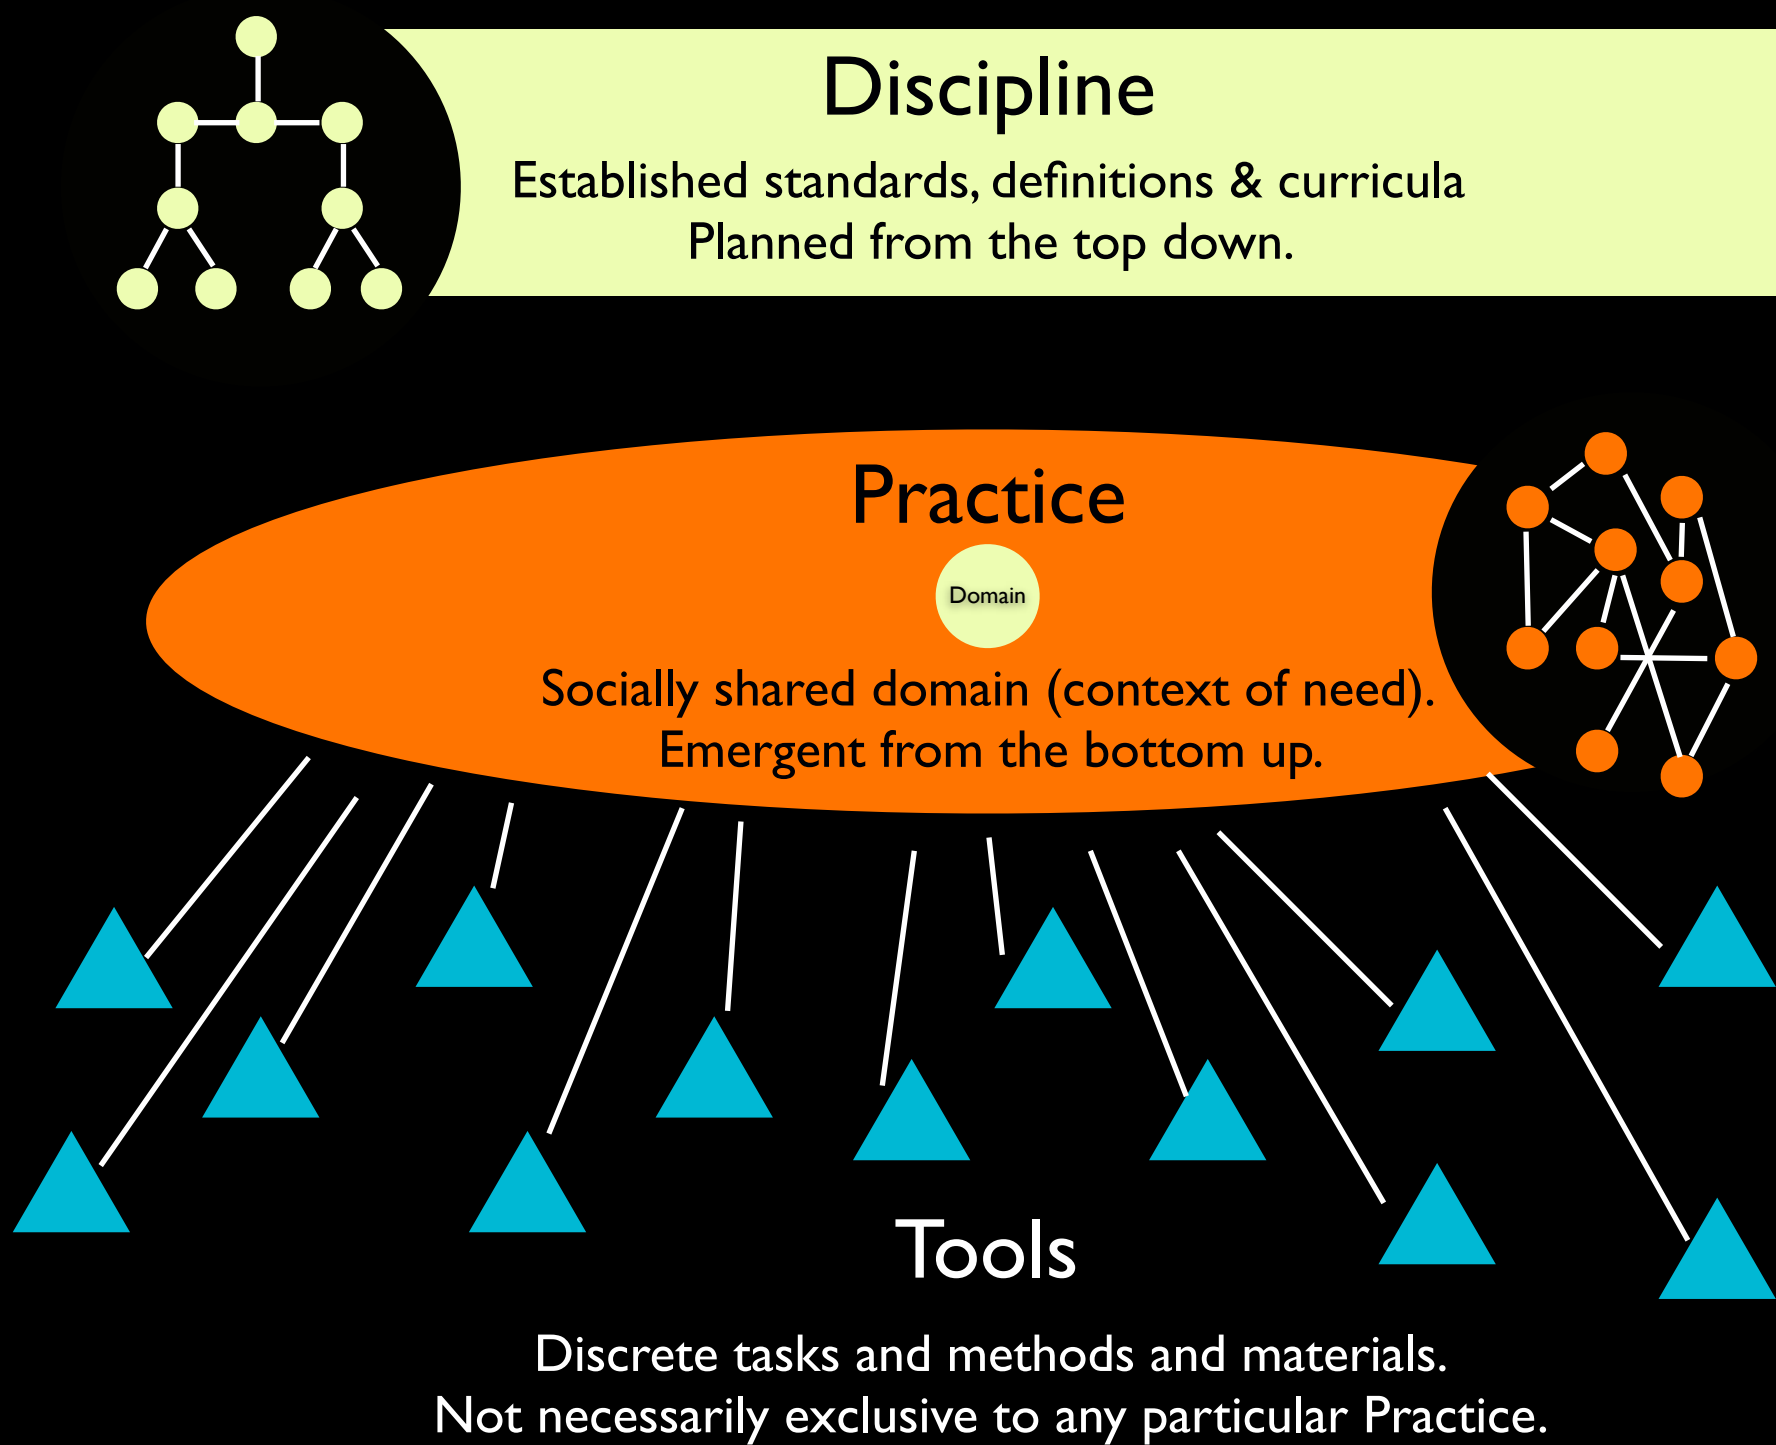 Discipline
Established standards, definitions & curricula
Planned from the top down.
Practice
Domain
Socially shared domain (context of need).
Emergent from the bottom up.
Tools
Discrete tasks and methods and materials.
Not necessarily exclusive to any particular Practice.